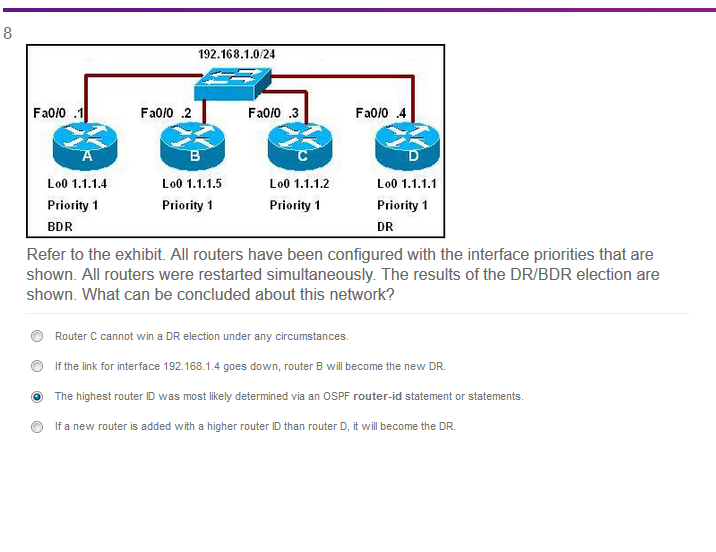 8
192.168.1.0/24
Fa0/0 .1 Fa0/0 .2 Fa0/0 .3 Fa0/0 .4
A B C D
Lo0 1.1.1.4 Lo0 1.1.1.5 Lo0 1.1.1.2 Lo0 1.1.1.1
Priority 1 Priority 1 Priority 1 Priority 1
BDR DR
Refer to the exhibit. All routers have been configured with the interface priorities that are
shown. All routers were restarted simultaneously. The results of the DR/BDR election are
shown. What can be concluded about this network?
Router C cannot win a DR election under any circumstances.
If the link for interface 192.168.1.4 goes down, router B will become the new DR.
The highest router ID was most likely determined via an OSPF router-id statement or statements.
If a new router is added with a higher router ID than router D, it will become the DR.